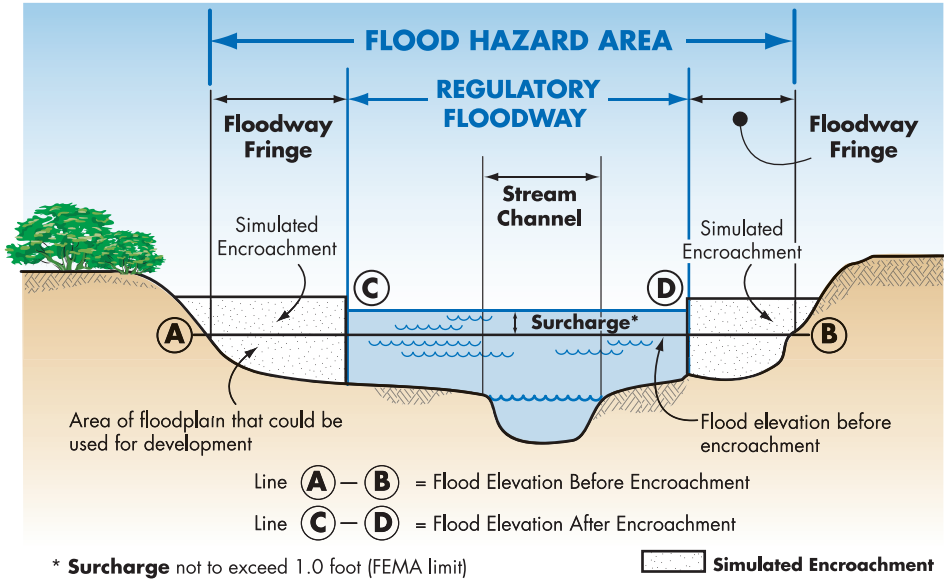 FLOOD HAZARD AREA
REGULATORY
FLOODWAY
Floodway
Fringe
Floodway
Fringe
Stream
Channel
Simulated
Encroachment
Simulated
Encroachment
C
D
Surcharge*
A
B
Area of floodplain that could be
used for development
Flood elevation before
encroachment
Line A – B = Flood Elevation Before Encroachment
Line C – D = Flood Elevation After Encroachment
* Surcharge not to exceed 1.0 foot (FEMA limit)
Simulated Encroachment